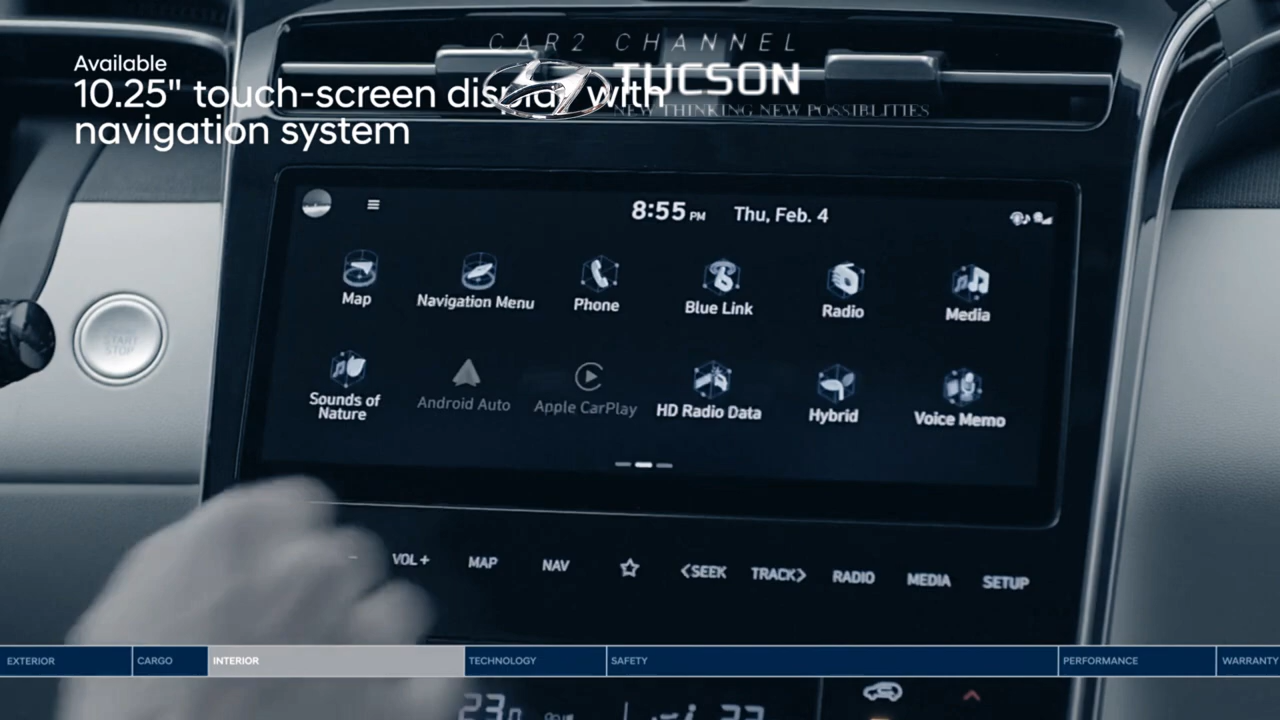 CAR2 CHANNEL
TUCSON
NEW THINKING NEW POSSIBLITIES
Available
10.25" touch-screen display with
navigation system
8:55 PM Thu, Feb. 4
Map Navigation Menu Phone Blue Link Radio Media
Sounds of
Nature
Android Auto Apple CarPlay HD Radio Data Hybrid Voice Memo
START
STOP
VOL+ MAP NAV <SEEK TRACK> RADIO MEDIA SETUP
EXTERIOR CARGO INTERIOR TECHNOLOGY SAFETY PERFORMANCE WARRANTY